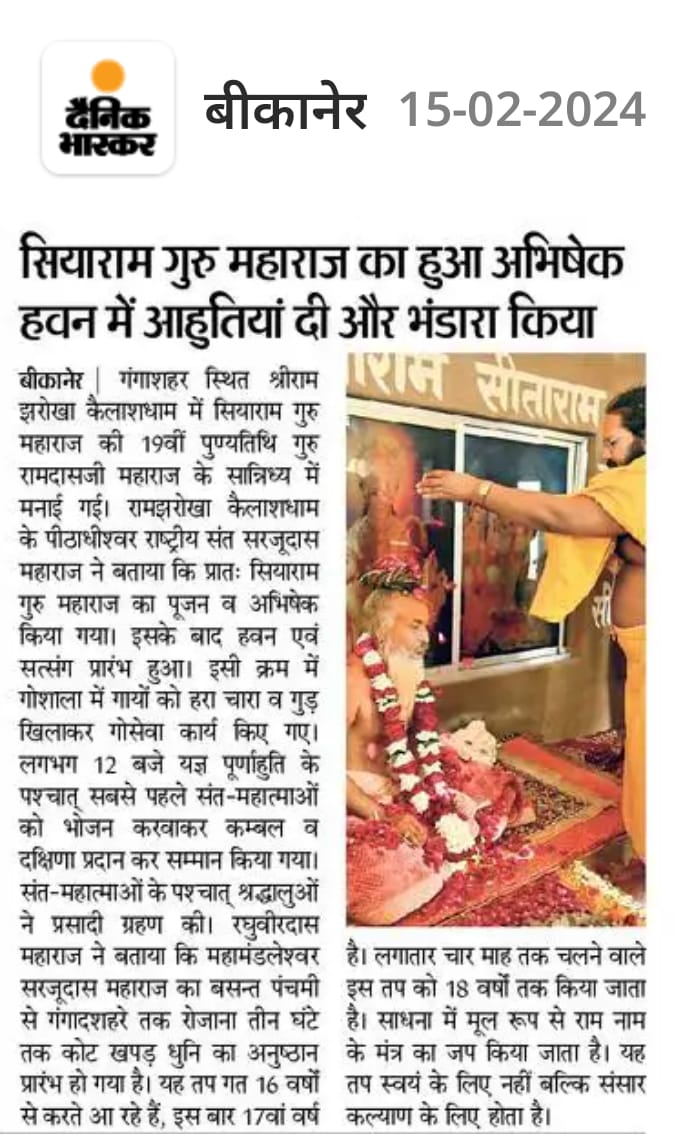 दैनिक
भास्कर
बीकानेर 15-02-2024
सियाराम गुरु महाराज का हुआ अभिषेक
हवन में आहुतियां दी और भंडारा किया
बीकानेर | गंगाशहर स्थित श्रीराम
झरोखा कैलाशधाम में सियाराम गुरु
महाराज की 19वीं पुण्यतिथि गुरु
रामदासजी महाराज के सान्निध्य में
मनाई गई। रामझरोखा कैलाशधाम
के पीठाधीश्वर राष्ट्रीय संत सरजूदास
महाराज ने बताया कि प्रातः सियाराम
गुरु महाराज का पूजन व अभिषेक
किया गया। इसके बाद हवन एवं
सत्संग प्रारंभ हुआ। इसी क्रम में
गोशाला में गायों को हरा चारा व गुड़
खिलाकर गोसेवा कार्य किए गए।
लगभग 12 बजे यज्ञ पूर्णाहुति के
पश्चात् सबसे पहले संत-महात्माओं
को भोजन करवाकर कम्बल व
दक्षिणा प्रदान कर सम्मान किया गया।
संत-महात्माओं के पश्चात् श्रद्धालुओं
ने प्रसादी ग्रहण की। रघुवीरदास
महाराज ने बताया कि महामंडलेश्वर
सरजूदास महाराज का बसन्त पंचमी
से गंगादशहरे तक रोजाना तीन घंटे
तक कोट खपड़ धुनि का अनुष्ठान
प्रारंभ हो गया है। यह तप गत 16 वर्षों
से करते आ रहे हैं, इस बार 17वां वर्ष
ाराम सीताराम
सी
है। लगातार चार माह तक चलने वाले
इस तप को 18 वर्षों तक किया जाता
है। साधना में मूल रूप से राम नाम
के मंत्र का जप किया जाता है। यह
तप स्वयं के लिए नहीं बल्कि संसार
कल्याण के लिए होता है।